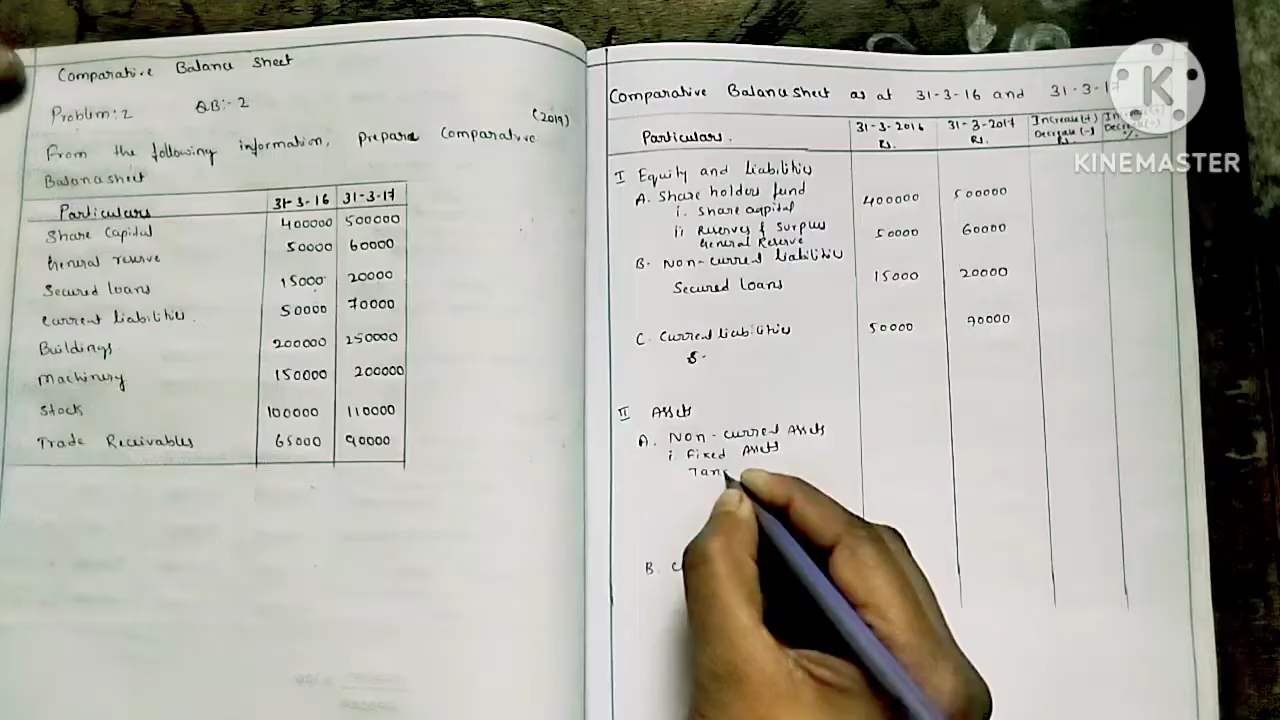 Comparative Balance Sheet
Problem: 2 QB:- 2
(2019)
From the following information, prepare comparative
Balancesheet
Particulars 31-3-16 31-3-17
Share Capital 400000 500000
General reserve 50000 60000
Secured loans 15000 20000
Current liabilities. 50000 70000
Buildings 200000 250000
Machinery 150000 200000
Stock 100000 110000
Trade Receivables 65000 90000
Comparative Balancesheet as at 31-3-16 and 31-3-17
Particulars. 31-3-2016 Rs. 31-3-2017 Rs. Increase(+) Decrease(-) Rs.
I Equity and liabilities
A. Share holders fund
i. Share capital 400000 500000
ii Reserves & Surplus
General Reserve 50000 60000
B. Non-current liabilities
Secured loans 15000 20000
C. Current liabilities 50000 70000
II Assets
A. Non-current Assets
i Fixed Assets
Tan
B. C
K
KINEMASTER